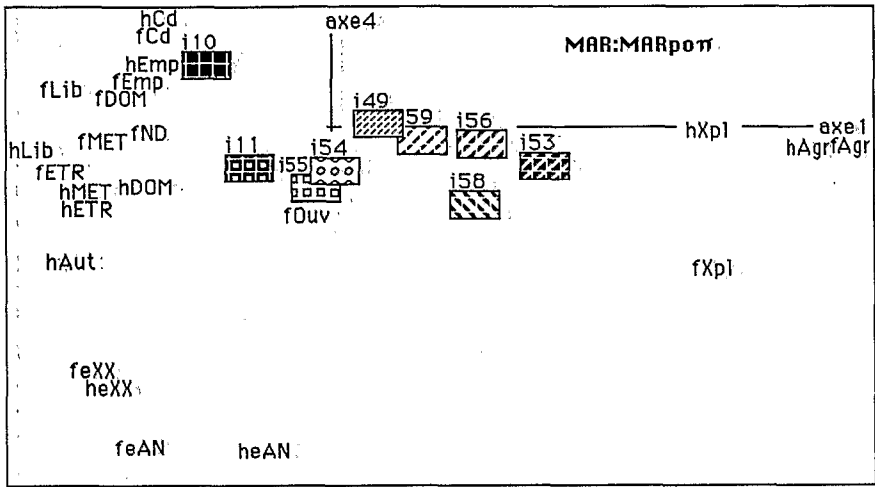 hCd axe4
fCd i10 MAR:MARpoπ
hEmp
fEmp
fLib fDOM
i49 59 i56
fMET fND hXpl axe1
hLib i11 i54 i53 hAgrfAgr
fETR i55
hMET hDOM i58
hETR
fOuv
hAut fXpl
feXX
heXX
feAN heAN